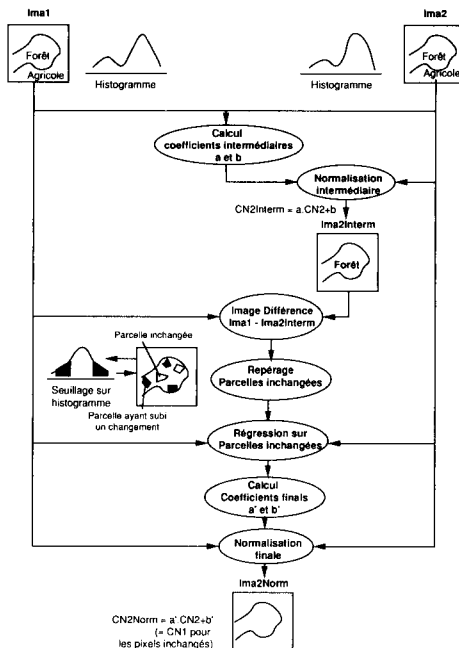 Ima1
Ima2
Forêt
Agricole
Histogramme
Histogramme
Forêt
Agricole
Calcul
coefficients intermédiaires
a et b
Normalisation
intermédiaire
CN2Interm = a.CN2+b
Ima2Interm
Forêt
Image Différence
Ima1 - Ima2Interm
Parcelle inchangée
Seuillage sur
histogramme
Parcelle ayant subi
un changement
Repérage
Parcelles inchangées
Régression sur
Parcelles inchangées
Calcul
Coefficients finals
a' et b'
Normalisation
finale
Ima2Norm
CN2Norm = a'.CN2+b'
(= CN1 pour
les pixels inchangés)